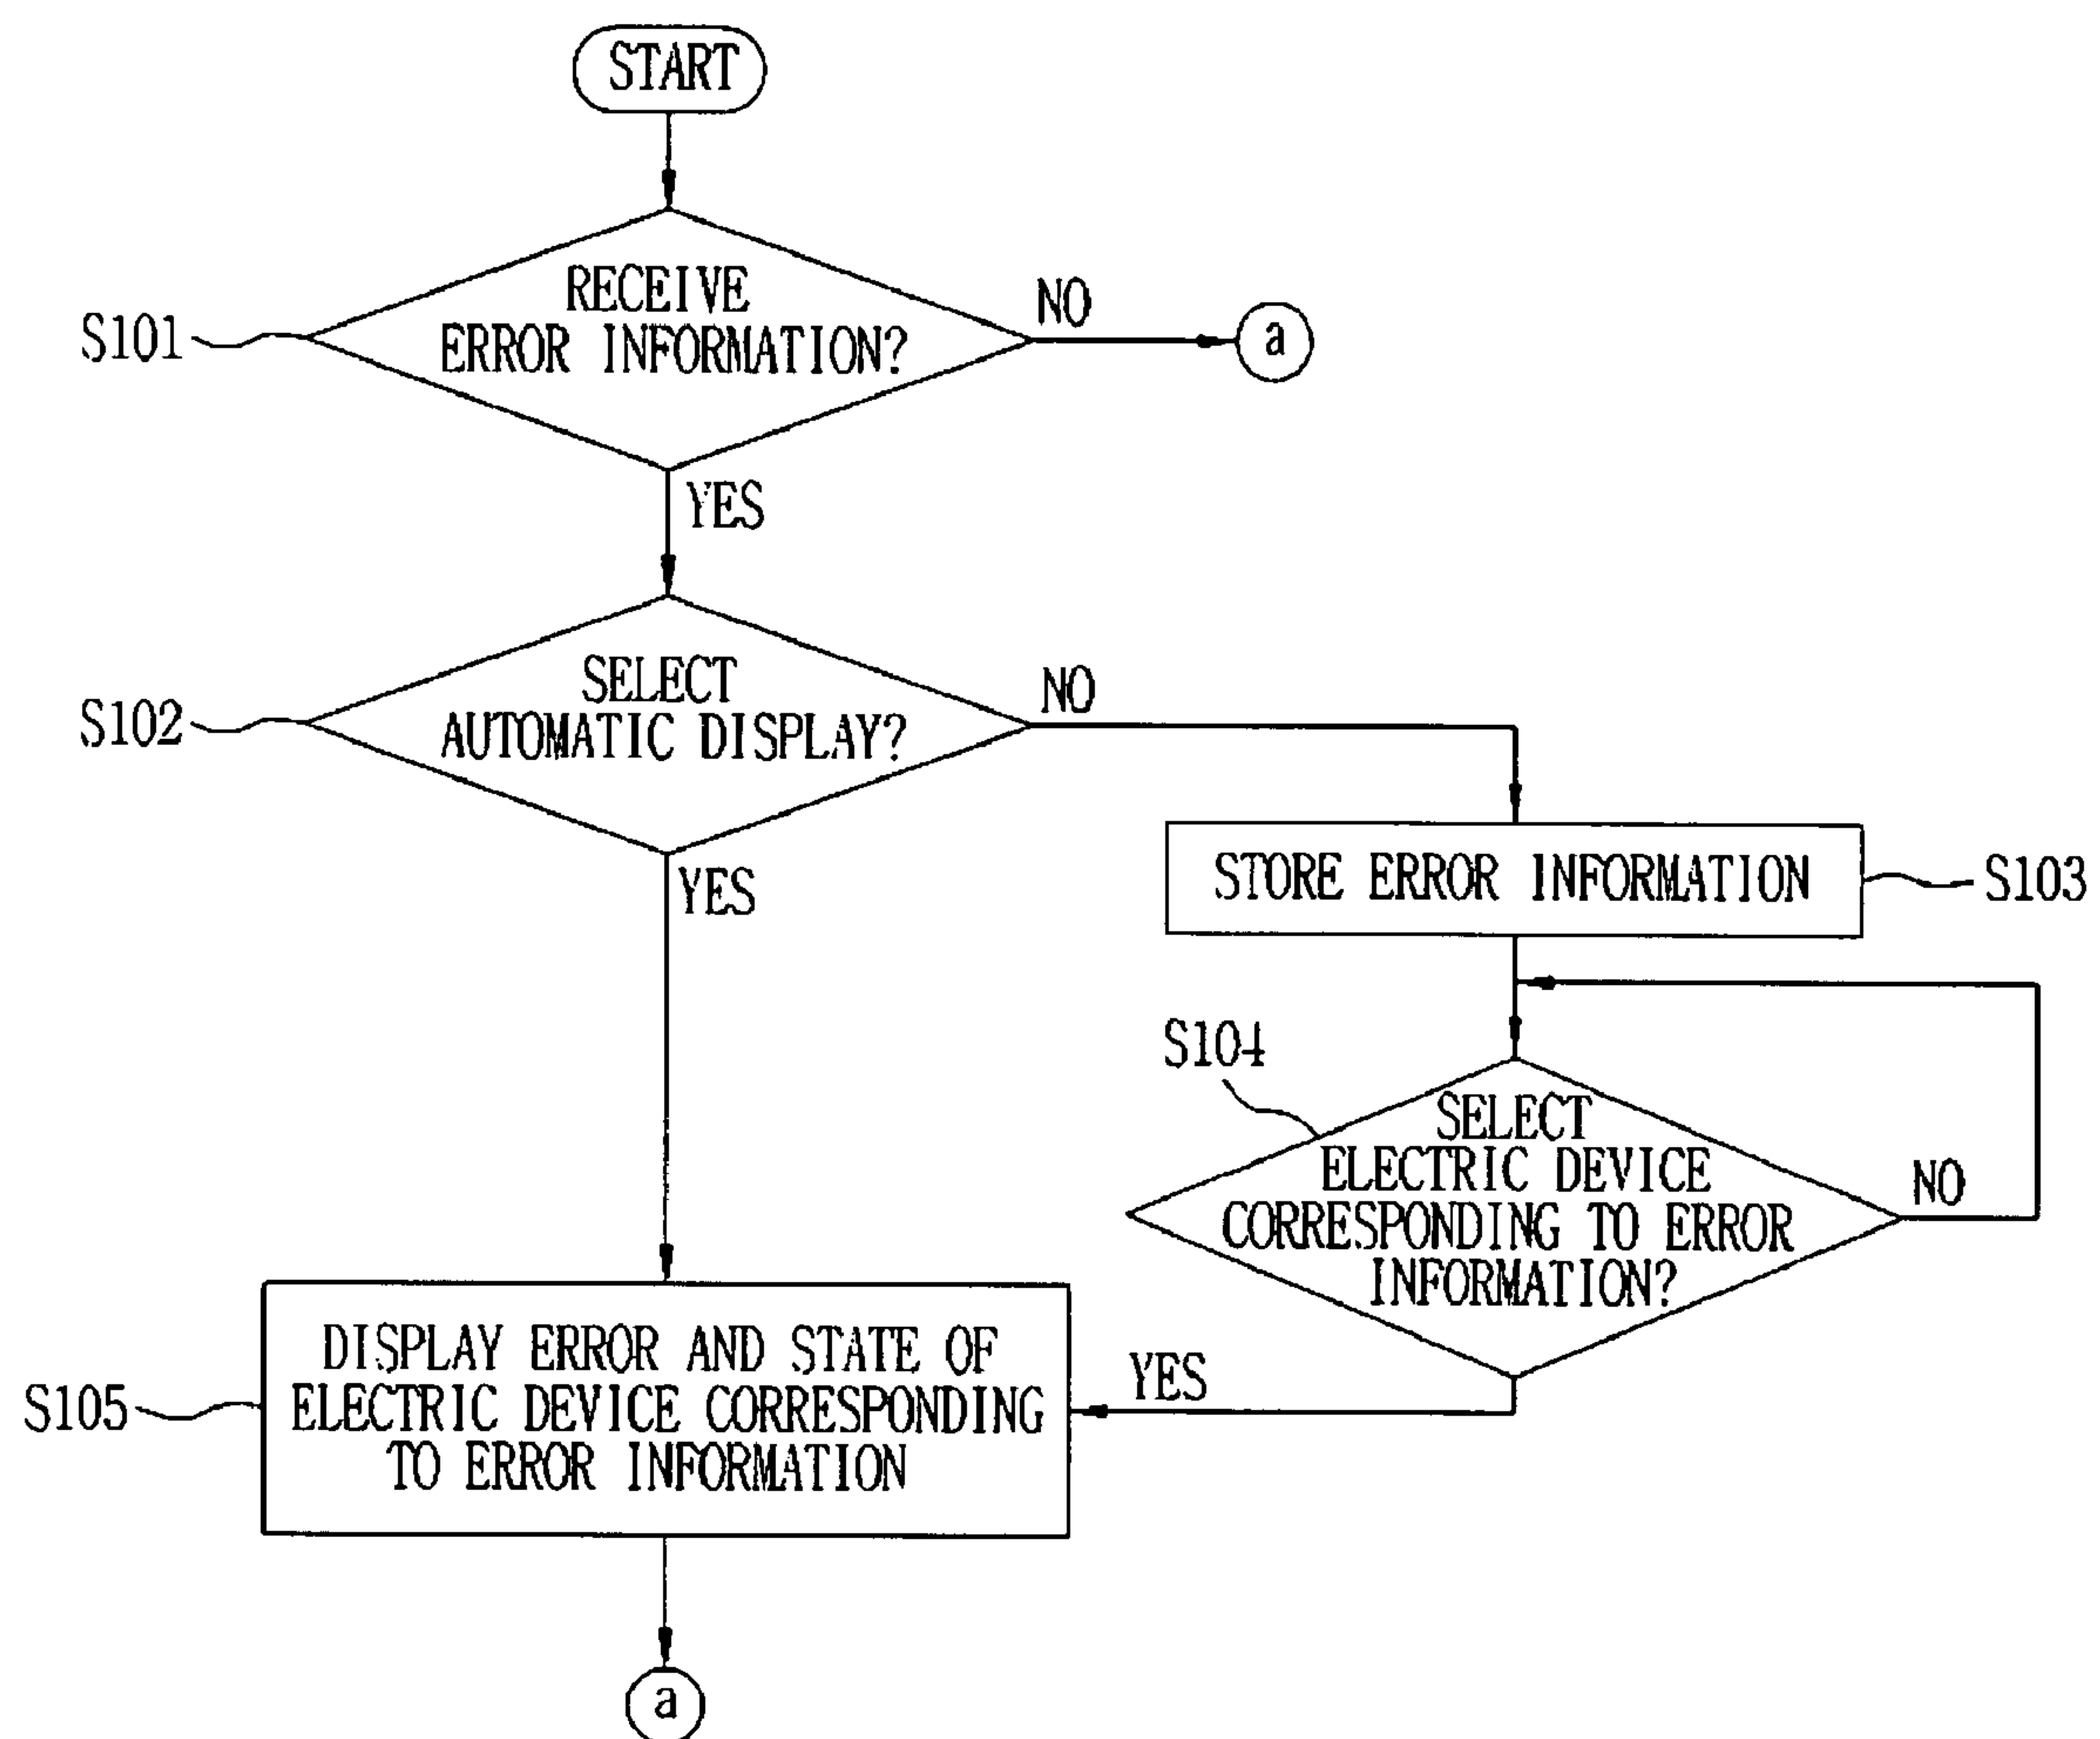 START
RECEIVE
ERROR INFORMATION?
S101
NO
a
YES
SELECT
AUTOMATIC DISPLAY?
S102
NO
YES
STORE ERROR INFORMATION
S103
S104
SELECT
ELECTRIC DEVICE
CORRESPONDING TO ERROR
INFORMATION?
NO
YES
DISPLAY ERROR AND STATE OF
ELECTRIC DEVICE CORRESPONDING
TO ERROR INFORMATION
S105
a